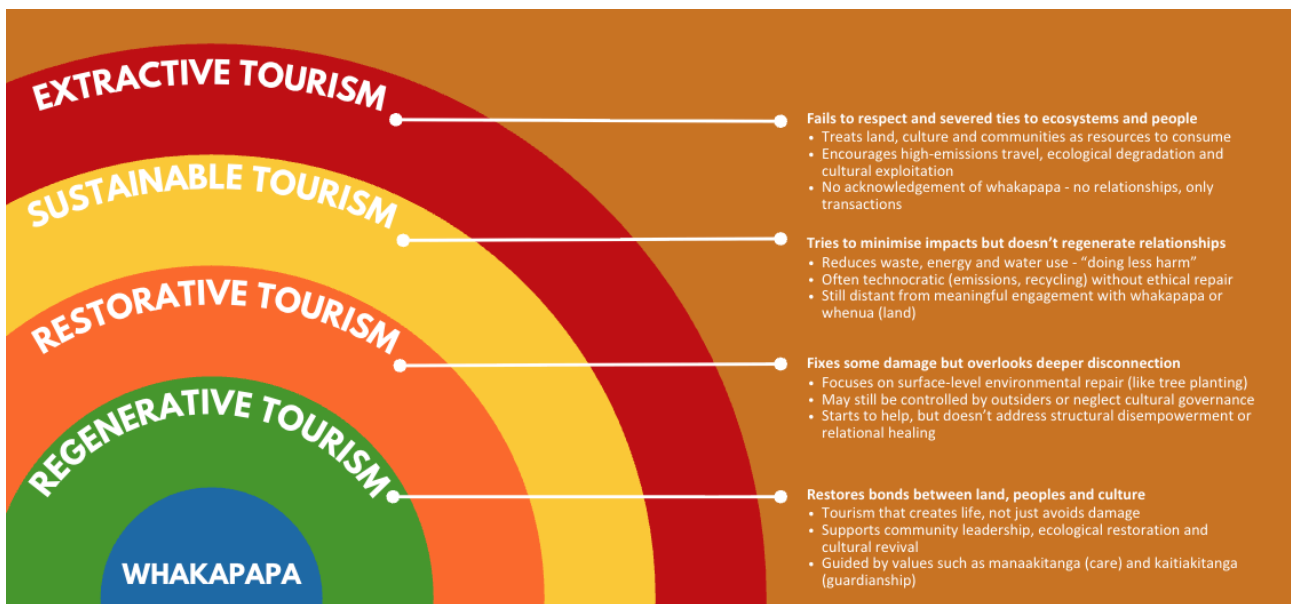 EXTRACTIVE TOURISM
Fails to respect and severed ties to ecosystems and people
• Treats land, culture and communities as resources to consume
• Encourages high-emissions travel, ecological degradation and
cultural exploitation
• No acknowledgement of whakapapa - no relationships, only
transactions
SUSTAINABLE TOURISM
Tries to minimise impacts but doesn’t regenerate relationships
• Reduces waste, energy and water use - “doing less harm”
• Often technocratic (emissions, recycling) without ethical repair
• Still distant from meaningful engagement with whakapapa or
whenua (land)
RESTORATIVE TOURISM
Fixes some damage but overlooks deeper disconnection
• Focuses on surface-level environmental repair (like tree planting)
• May still be controlled by outsiders or neglect cultural governance
• Starts to help, but doesn’t address structural disempowerment or
relational healing
REGENERATIVE TOURISM
Restores bonds between land, peoples and culture
• Tourism that creates life, not just avoids damage
• Supports community leadership, ecological restoration and
cultural revival
• Guided by values such as manaakitanga (care) and kaitiakitanga
(guardianship)
WHAKAPAPA